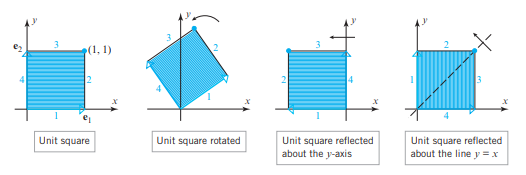 y
e₂
3
(1, 1)
4
2
x
1
e₁
Unit square
y
3
2
4
1
x
Unit square rotated
y
3
2
4
x
1
Unit square reflected
about the y-axis
y
2
1
3
x
4
Unit square reflected
about the line y = x